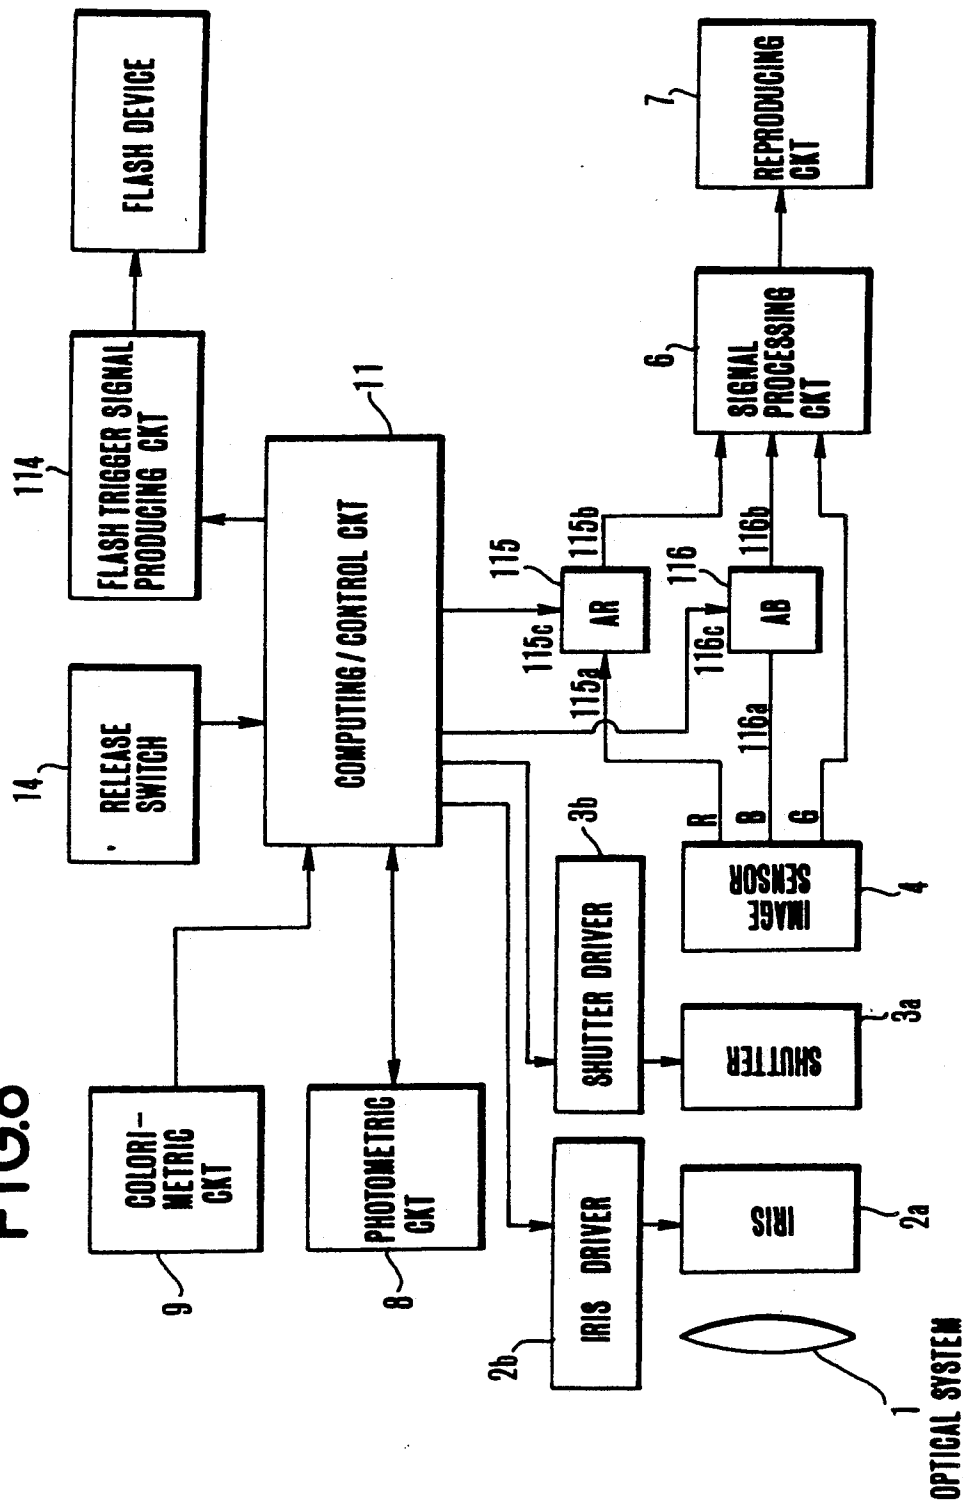 FIG.8
9
COLORI-
METRIC
CKT
14
RELEASE
SWITCH
114
FLASH TRIGGER SIGNAL
PRODUCING CKT
FLASH DEVICE
8
PHOTOMETRIC
CKT
COMPUTING/CONTROL CKT
11
2b
IRIS DRIVER
SHUTTER DRIVER
3b
115c
115a
AR
115
115b
116c
116a
AB
116
116b
R
B
G
6
SIGNAL
PROCESSING
CKT
7
REPRODUCING
CKT
1
OPTICAL SYSTEM
IRIS
2a
SHUTTER
3a
IMAGE
SENSOR
4